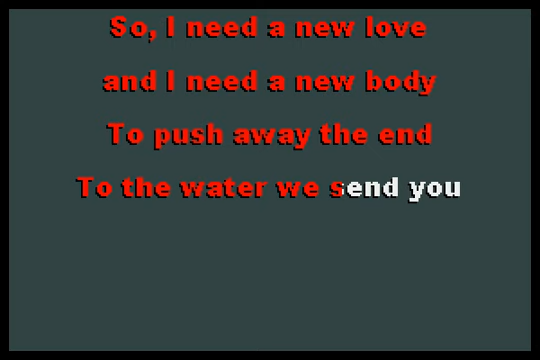 So, I need a new love
and I need a new body
To push away the end
To the water we send you